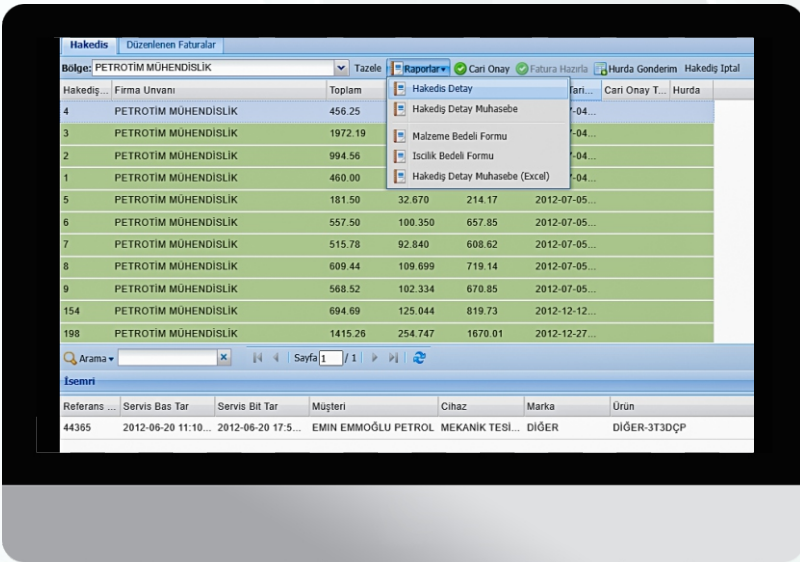 Hakedis Düzenlenen Faturalar
Bölge: PETROTİM MÜHENDİSLİK Tazele Raporlar Cari Onay Fatura Hazırla Hurda Gonderim Hakediş Iptal
Hakediş... Firma Unvanı Toplam Tari... Cari Onay T... Hurda
Hakedis Detay
Hakediş Detay Muhasebe
Malzeme Bedeli Formu
Iscilik Bedeli Formu
Hakediş Detay Muhasebe (Excel)
4 PETROTİM MÜHENDİSLİK 456.25 -04...
3 PETROTİM MÜHENDİSLİK 1972.19 -04...
2 PETROTİM MÜHENDİSLİK 994.56 -04...
1 PETROTİM MÜHENDİSLİK 460.00 -04...
5 PETROTİM MÜHENDİSLİK 181.50 32.670 214.17 2012-07-05...
6 PETROTİM MÜHENDİSLİK 557.50 100.350 657.85 2012-07-05...
7 PETROTİM MÜHENDİSLİK 515.78 92.840 608.62 2012-07-05...
8 PETROTİM MÜHENDİSLİK 609.44 109.699 719.14 2012-07-05...
9 PETROTİM MÜHENDİSLİK 568.52 102.334 670.85 2012-07-05...
154 PETROTİM MÜHENDİSLİK 694.69 125.044 819.73 2012-12-12...
198 PETROTİM MÜHENDİSLİK 1415.26 254.747 1670.01 2012-12-27...
Arama Sayfa 1 / 1
İsemri
Referans ... Servis Bas Tar Servis Bit Tar Müşteri Cihaz Marka Ürün
44365 2012-06-20 11:10... 2012-06-20 17:5... EMIN EMMOĞLU PETROL MEKANİK TESİ... DİĞER DİĞER-3T3DÇP